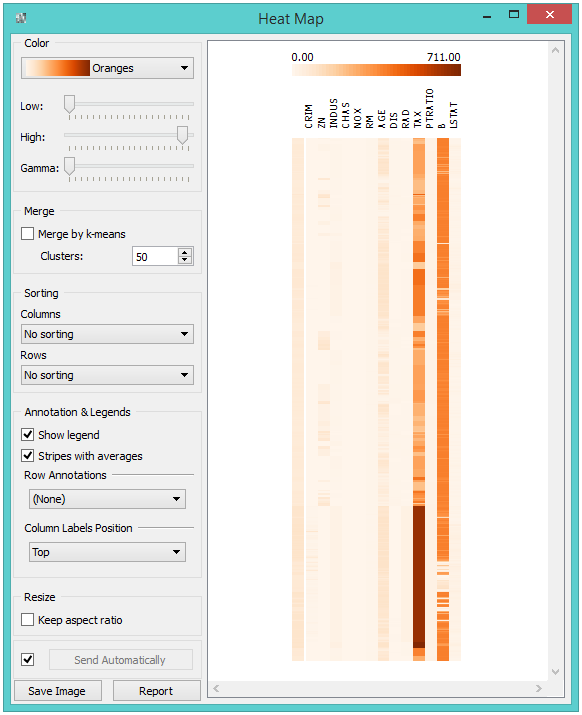 Heat Map
Color
Oranges
Low:
High:
Gamma:
Merge
Merge by k-means
Clusters:
50
Sorting
Columns
No sorting
Rows
No sorting
Annotation & Legends
Show legend
Stripes with averages
Row Annotations
(None)
Column Labels Position
Top
Resize
Keep aspect ratio
Send Automatically
Save Image
Report
0.00
711.00
CRIM
ZN
INDUS
CHAS
NOX
RM
AGE
DIS
RAD
TAX
PTRATIO
B
LSTAT